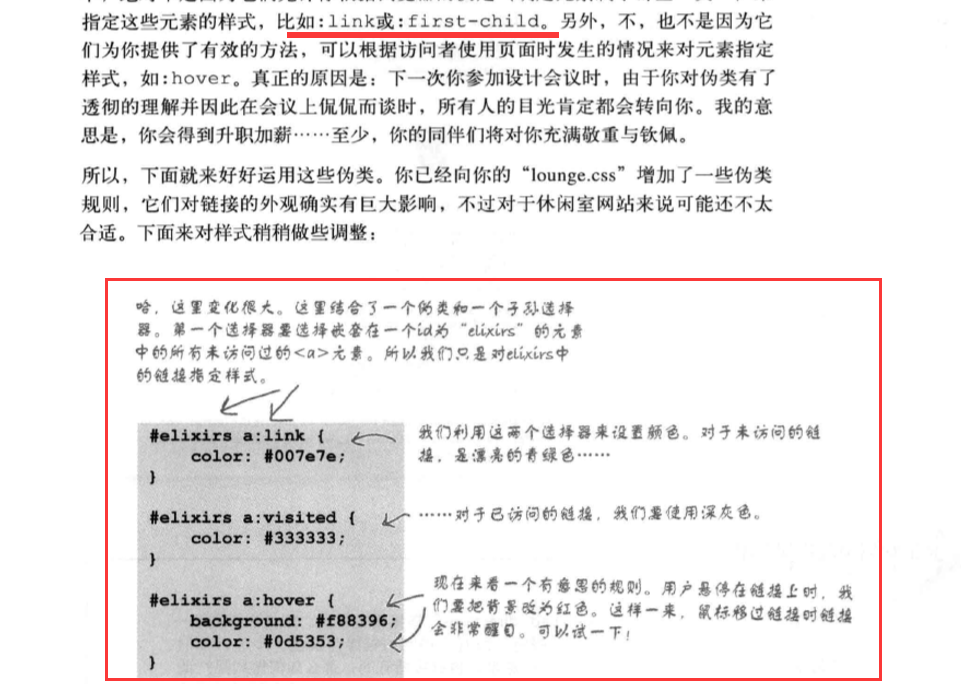 指定这些元素的样式，比如:link或:first-child。另外，不，也不是因为它
们为你提供了有效的方法，可以根据访问者使用页面时发生的情况来对元素指定
样式，如:hover。真正的原因是：下一次你参加设计会议时，由于你对伪类有了
透彻的理解并因此在会议上侃侃而谈时，所有人的目光肯定都会转向你。我的意
思是，你会得到升职加薪……至少，你的同伴们将对你充满敬重与钦佩。
所以，下面就来好好运用这些伪类。你已经向你的“lounge.css”增加了一些伪类
规则，它们对链接的外观确实有巨大影响，不过对于休闲室网站来说可能还不太
合适。下面来对样式稍稍做些调整：
哈，这里变化很大。这里结合了一个伪类和一个子孙选择
器。第一个选择器要选择嵌套在一个id为“elixirs”的元素
中的所有未访问过的<a>元素。所以我们只是对elixirs中
的链接指定样式。
#elixirs a:link {
color: #007e7e;
}
我们利用这两个选择器来设置颜色。对于未访问的链
接，是漂亮的青绿色……
#elixirs a:visited {
color: #333333;
}
……对于已访问的链接，我们要使用深灰色。
#elixirs a:hover {
background: #f88396;
color: #0d5353;
}
现在来看一个有意思的规则。用户悬停在链接上时，我
们要把背景改为红色。这样一来，鼠标移过链接时链接
会非常醒目。可以试一下！